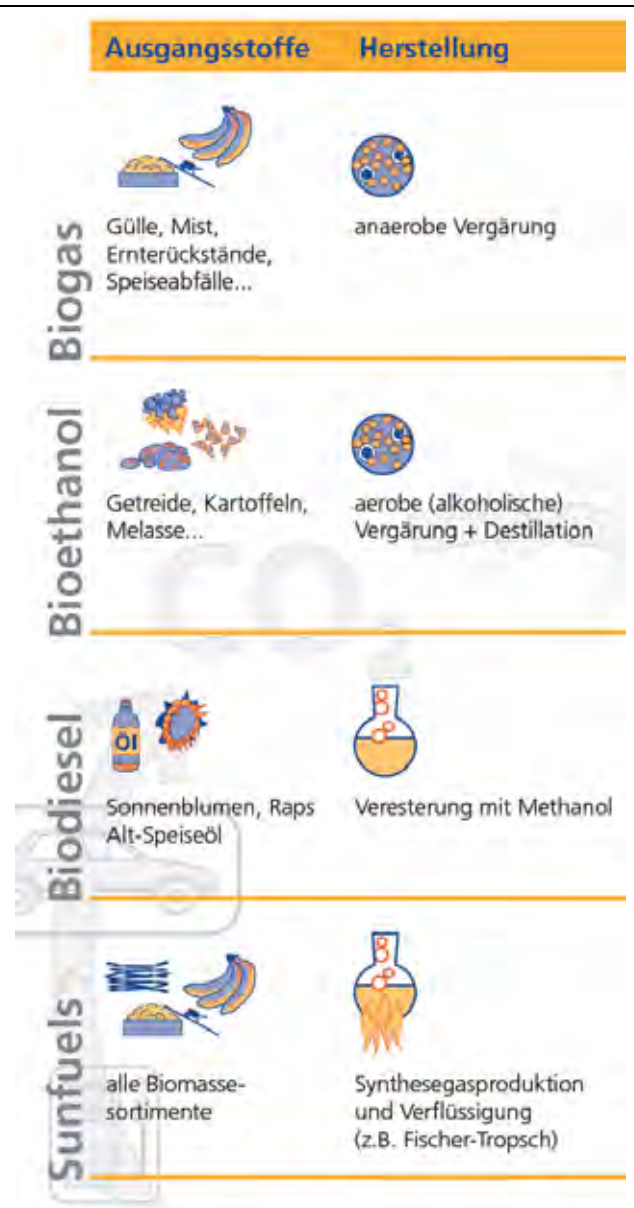 Ausgangsstoffe Herstellung
Biogas
Gülle, Mist,
Ernterückstände,
Speiseabfälle...
anaerobe Vergärung
Bioethanol
Getreide, Kartoffeln,
Melasse...
aerobe (alkoholische)
Vergärung + Destillation
CO2
Biodiesel
Öl
Sonnenblumen, Raps
Alt-Speiseöl
Veresterung mit Methanol
Sunfuels
alle Biomasse-
sortimente
Synthesegasproduktion
und Verflüssigung
(z.B. Fischer-Tropsch)